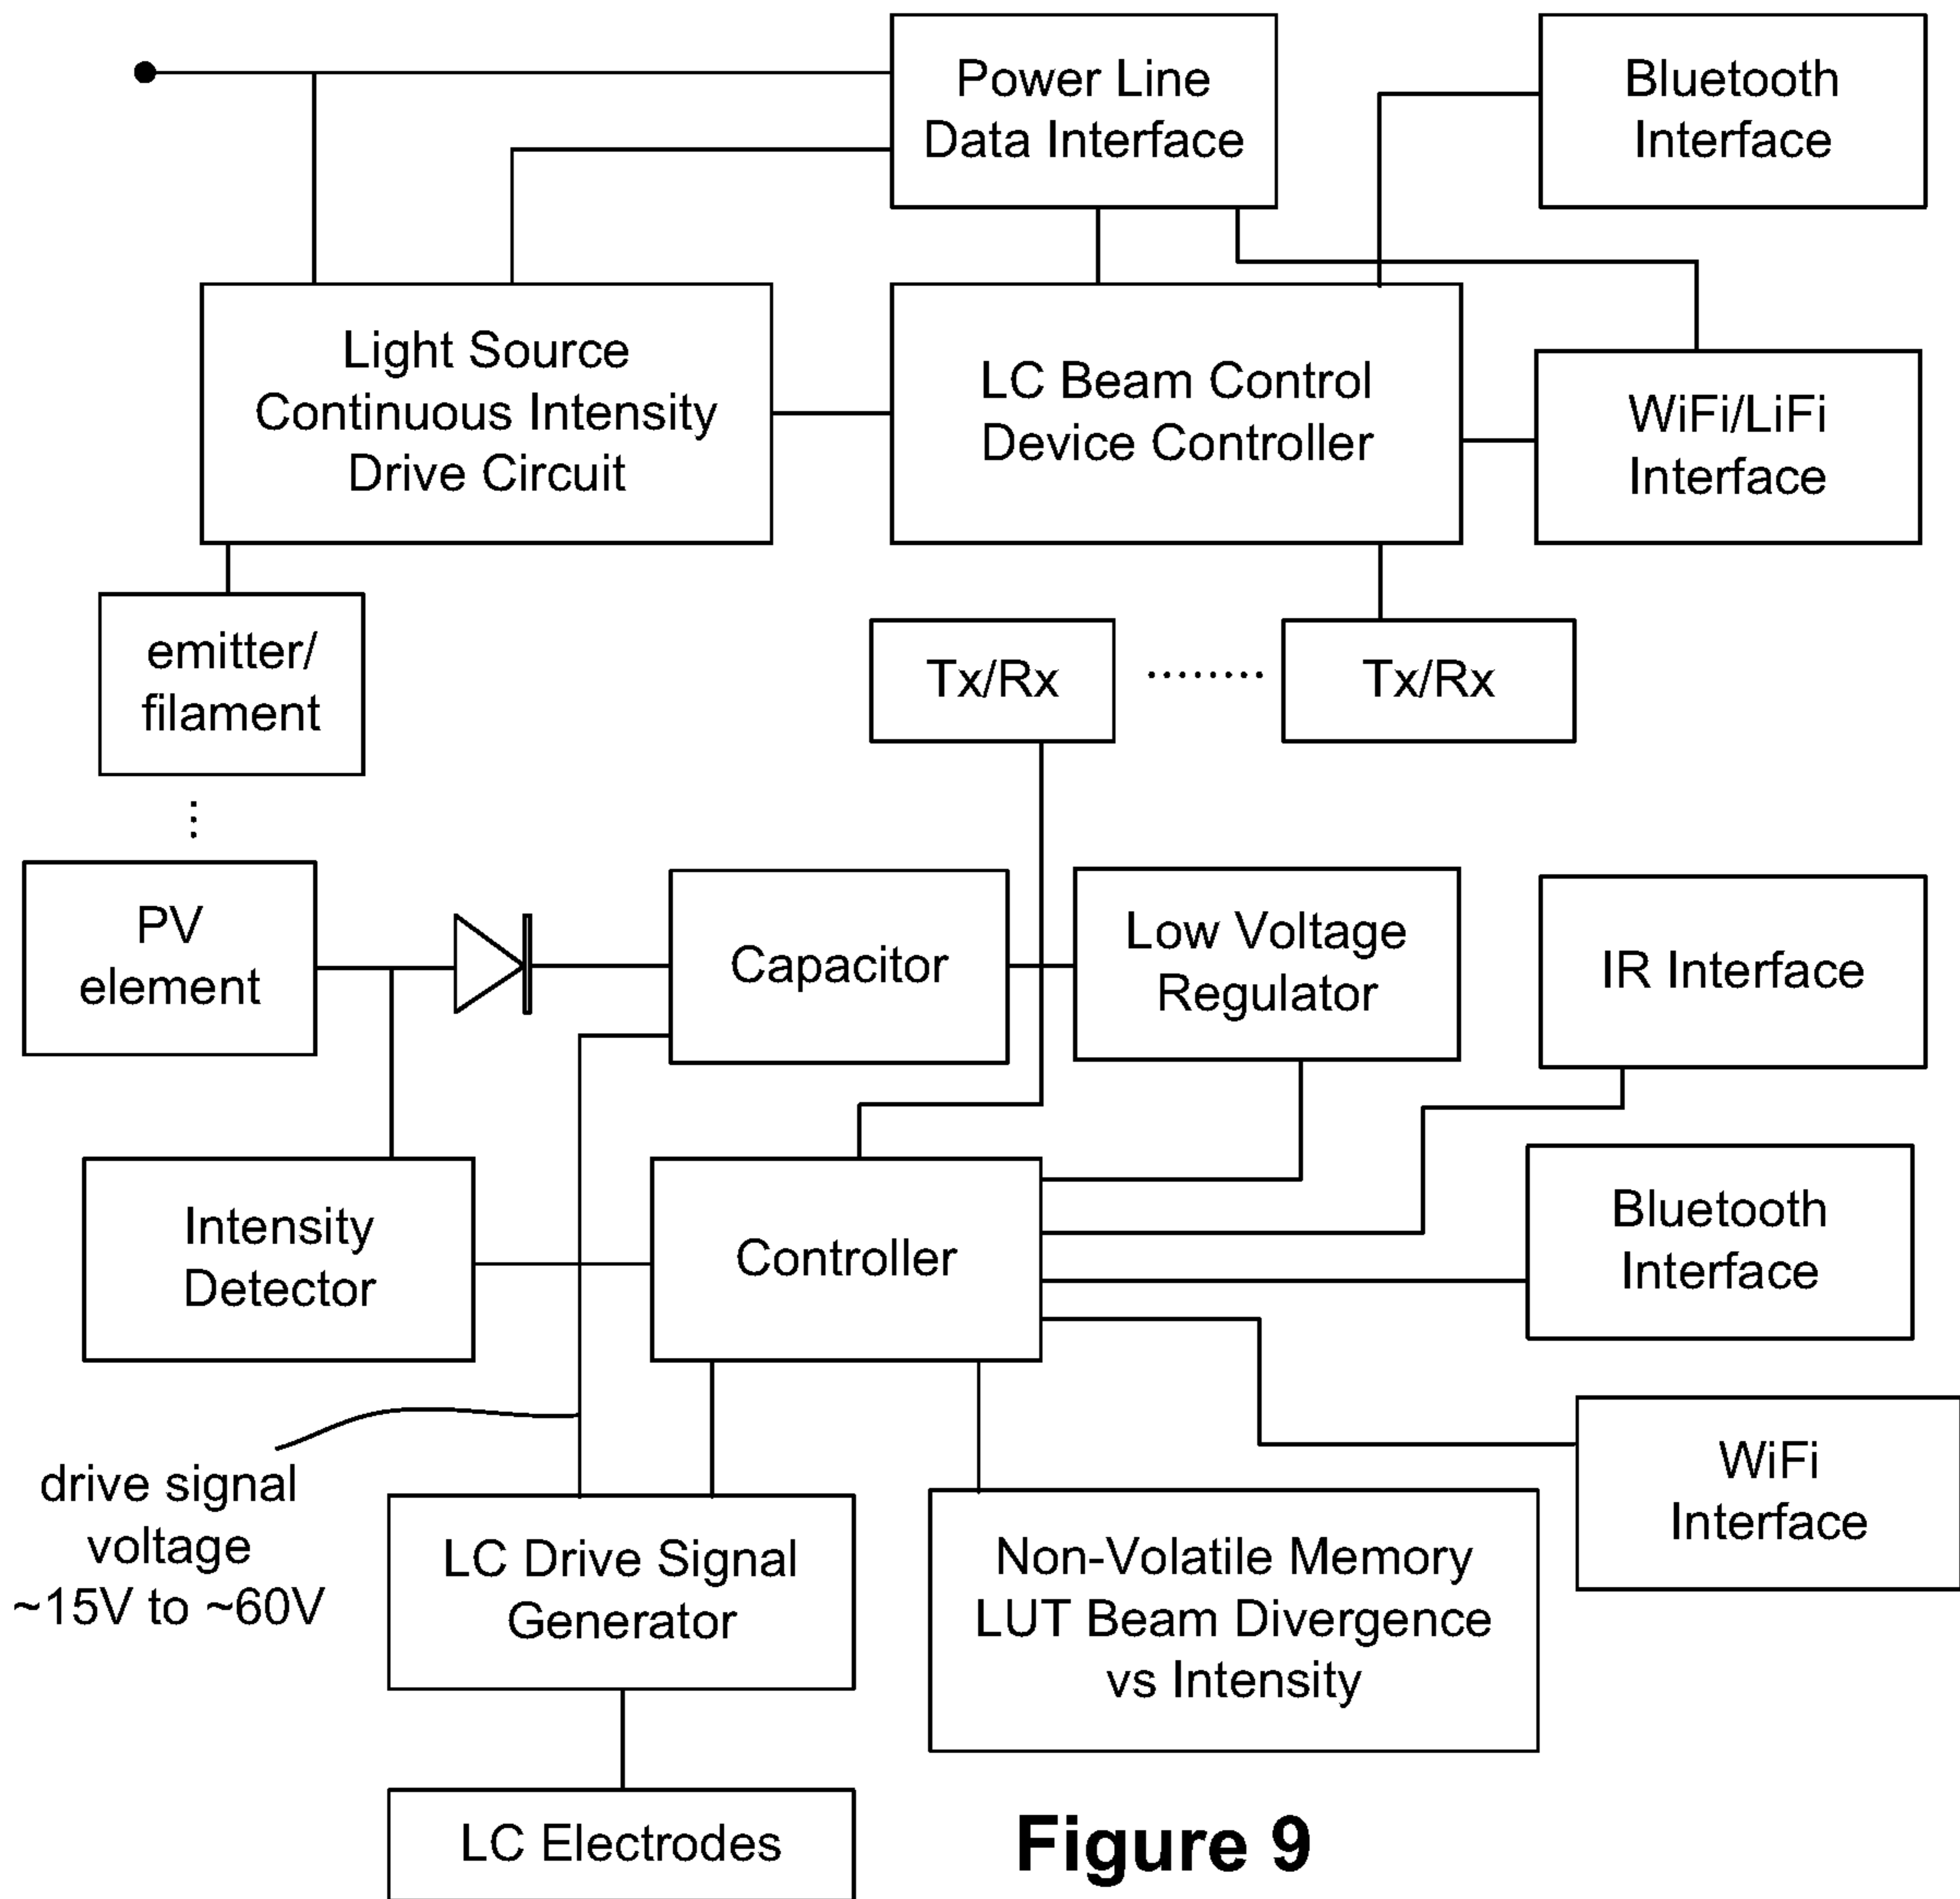 Power Line
Data Interface
Bluetooth
Interface
Light Source
Continuous Intensity
Drive Circuit
LC Beam Control
Device Controller
WiFi/LiFi
Interface
emitter/
filament
Tx/Rx
........
Tx/Rx
PV
element
Capacitor
Low Voltage
Regulator
IR Interface
Intensity
Detector
Controller
Bluetooth
Interface
drive signal
voltage
~15V to ~60V
LC Drive Signal
Generator
Non-Volatile Memory
LUT Beam Divergence
vs Intensity
WiFi
Interface
LC Electrodes
Figure 9